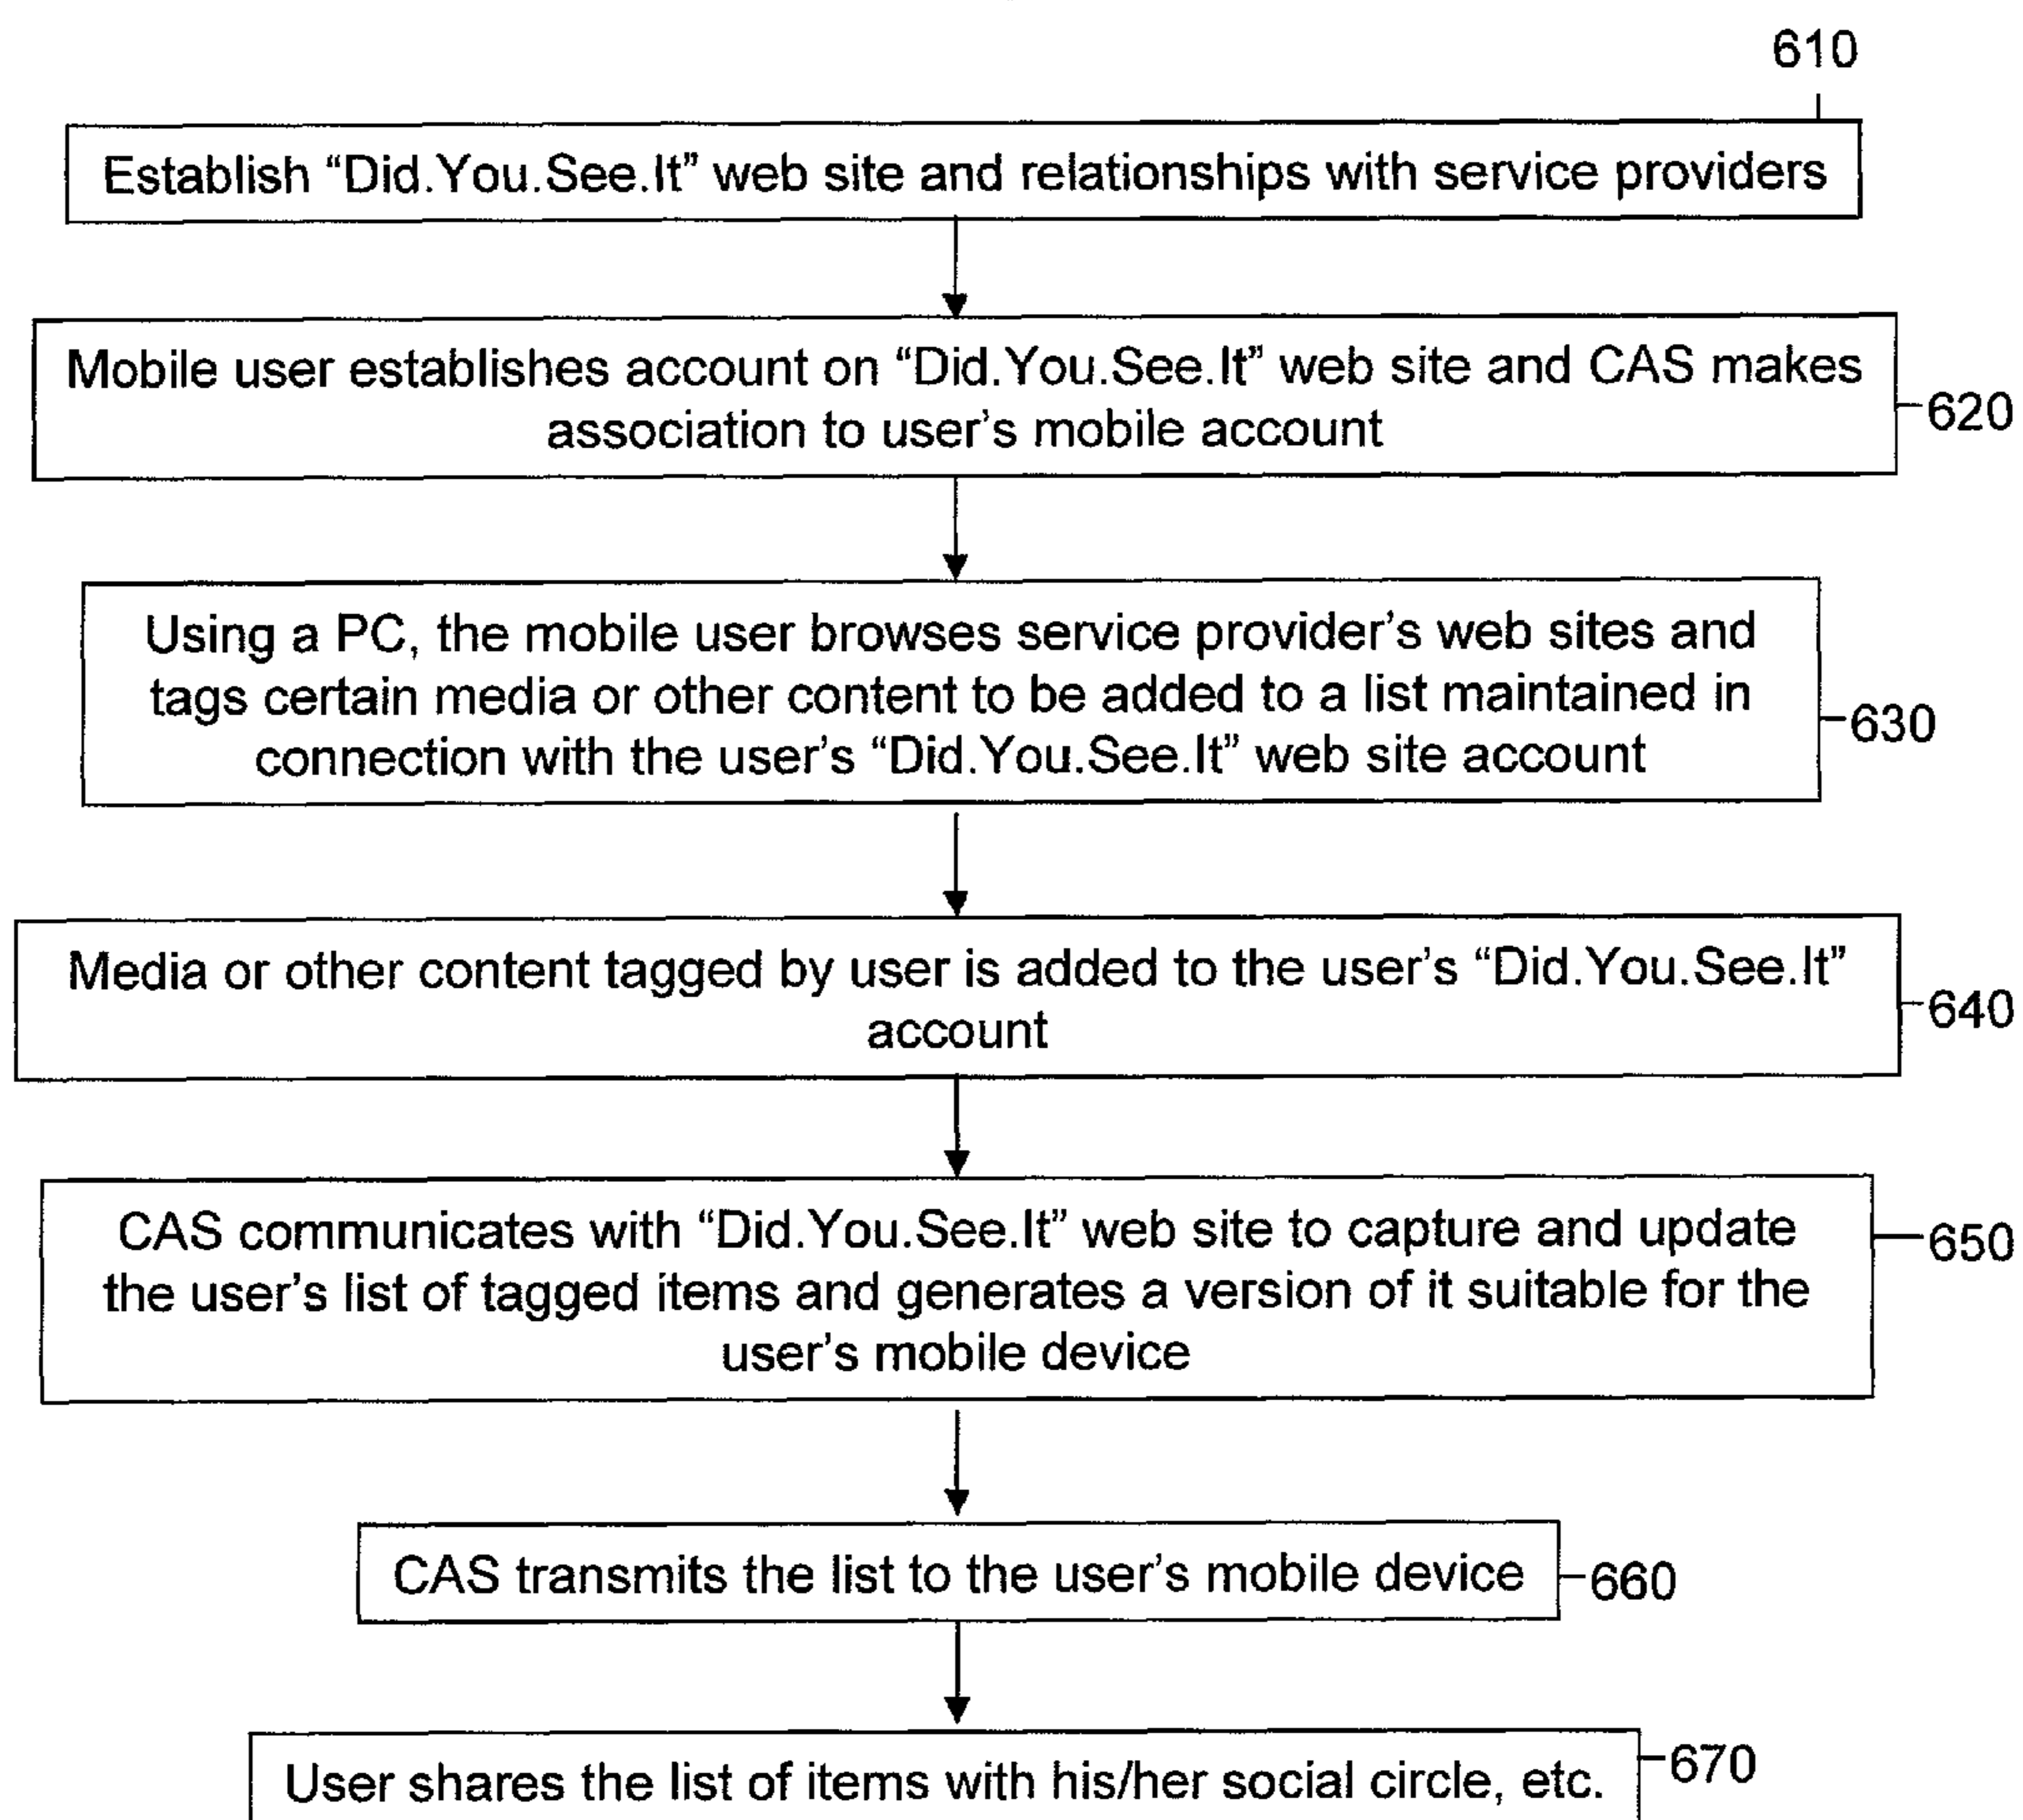 610
Establish “Did.You.See.It” web site and relationships with service providers
Mobile user establishes account on “Did.You.See.It” web site and CAS makes
association to user’s mobile account
620
Using a PC, the mobile user browses service provider’s web sites and
tags certain media or other content to be added to a list maintained in
connection with the user’s “Did.You.See.It” web site account
630
Media or other content tagged by user is added to the user’s “Did.You.See.It”
account
640
CAS communicates with “Did.You.See.It” web site to capture and update
the user’s list of tagged items and generates a version of it suitable for the
user’s mobile device
650
CAS transmits the list to the user’s mobile device
660
User shares the list of items with his/her social circle, etc.
670